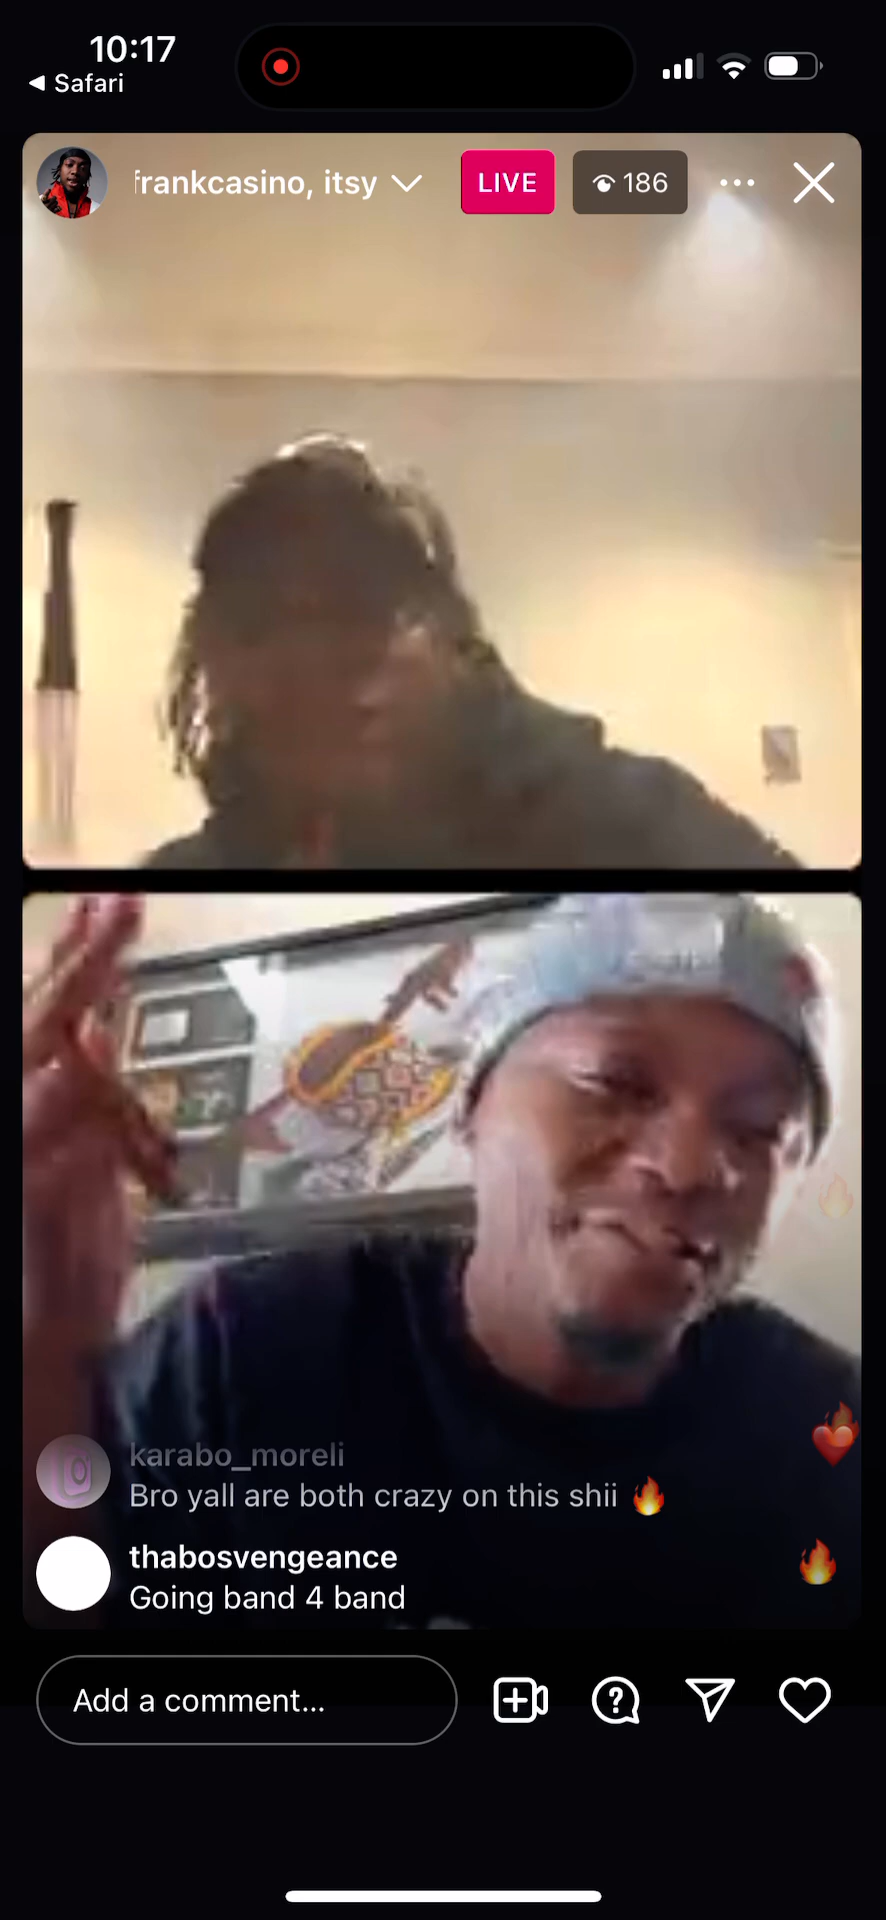 10:17
Safari
frankcasino, itsy
LIVE
186
karabo_moreli
Bro yall are both crazy on this shii 🔥
thabosvengeance
Going band 4 band
Add a comment...